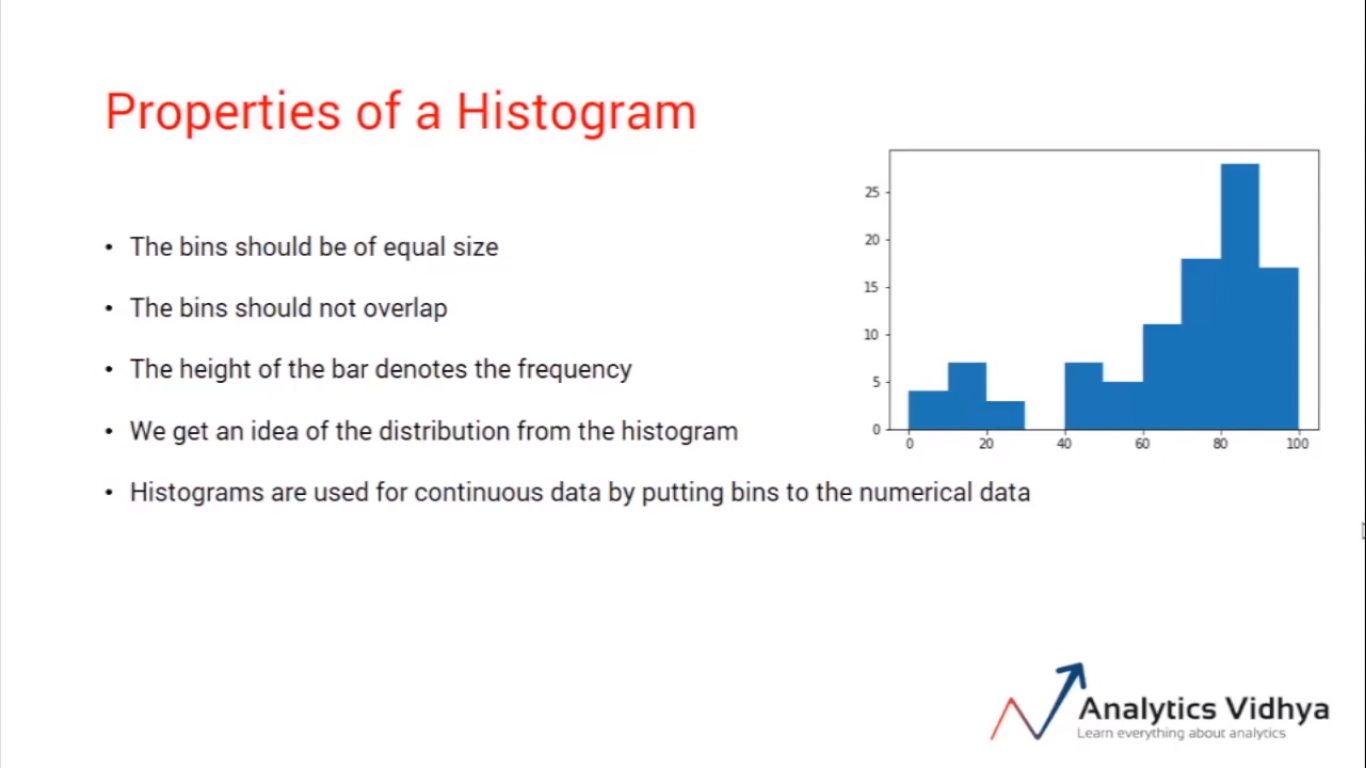 Properties of a Histogram
• The bins should be of equal size
• The bins should not overlap
• The height of the bar denotes the frequency
• We get an idea of the distribution from the histogram
• Histograms are used for continuous data by putting bins to the numerical data
25
20
15
10
5
0
0 20 40 60 80 100
Analytics Vidhya
Learn everything about analytics